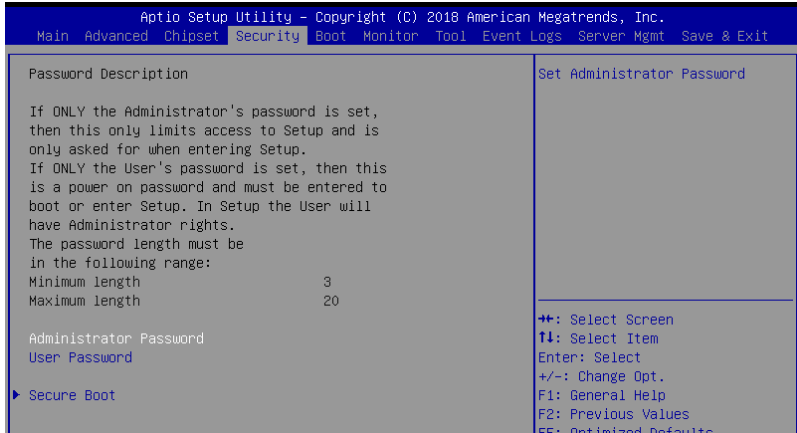 Aptio Setup Utility – Copyright (C) 2018 American Megatrends, Inc.
Main Advanced Chipset Security Boot Monitor Tool Event Logs Server Mgmt Save & Exit
Password Description
If ONLY the Administrator's password is set,
then this only limits access to Setup and is
only asked for when entering Setup.
If ONLY the User's password is set, then this
is a power on password and must be entered to
boot or enter Setup. In Setup the User will
have Administrator rights.
The password length must be
in the following range:
Minimum length 3
Maximum length 20
Administrator Password
User Password
Secure Boot
Set Administrator Password
→←: Select Screen
↑↓: Select Item
Enter: Select
+/-: Change Opt.
F1: General Help
F2: Previous Values
Optimized Defaults